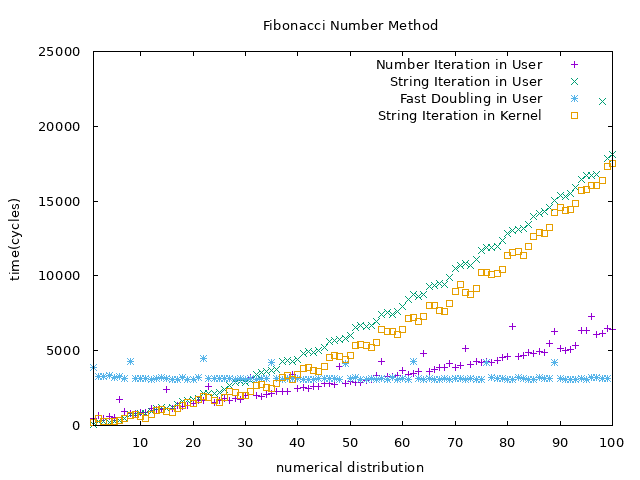 Fibonacci Number Method
25000
20000
15000
10000
5000
0
time(cycles)
Number Iteration in User
String Iteration in User
Fast Doubling in User
String Iteration in Kernel
10 20 30 40 50 60 70 80 90 100
numerical distribution